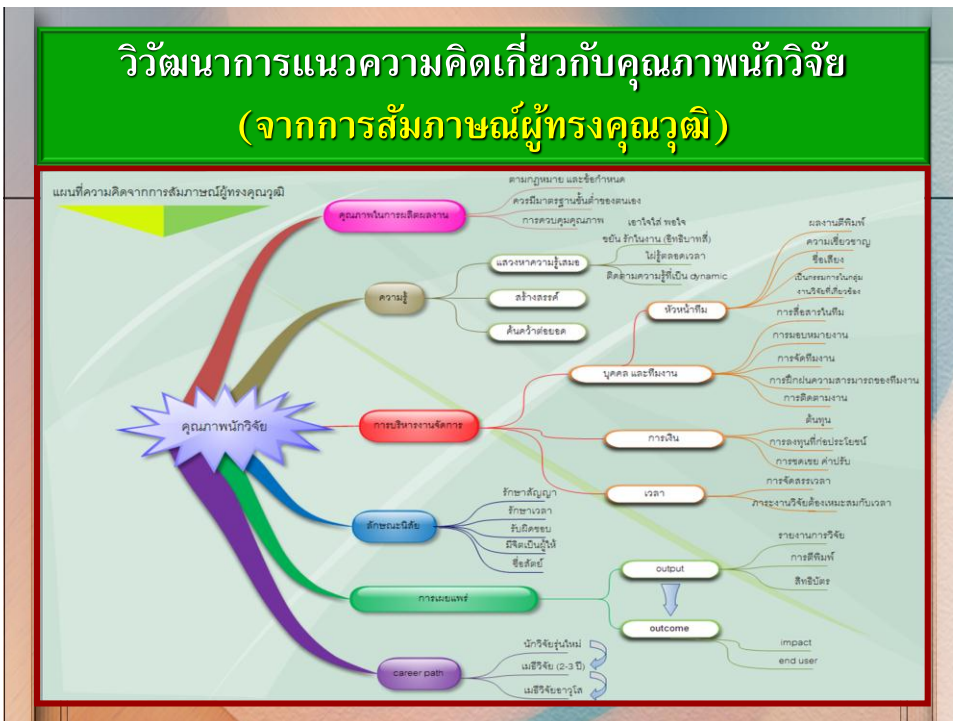 วิวัฒนาการแนวความคิดเกี่ยวกับคุณภาพนักวิจัย
(จากการสัมภาษณ์ผู้ทรงคุณวุฒิ)
แผนที่ความคิดจากการสัมภาษณ์ผู้ทรงคุณวุฒิ
คุณภาพนักวิจัย
คุณภาพในการผลิตผลงาน
ตามกฎหมาย และข้อกำหนด
ควรมีมาตรฐานขั้นต่ำของตนเอง
การควบคุมคุณภาพ
ความรู้
แสวงหาความรู้เสมอ
เอาใจใส่ พอใจ
ขยัน รักในงาน (อิทธิบาทสี่)
ใฝ่รู้ตลอดเวลา
ติดตามความรู้ที่เป็น dynamic
สร้างสรรค์
ค้นคว้าต่อยอด
การบริหารงานจัดการ
บุคคล และทีมงาน
หัวหน้าทีม
ผลงานตีพิมพ์
ความเชี่ยวชาญ
ชื่อเสียง
เป็นกรรมการในกลุ่ม
งานวิจัยที่เกี่ยวข้อง
การสื่อสารในทีม
การมอบหมายงาน
การจัดทีมงาน
การฝึกฝนความสารมารถของทีมงาน
การติดตามงาน
การเงิน
ต้นทุน
การลงทุนที่ก่อประโยชน์
การชดเชย ค่าปรับ
เวลา
การจัดสรรเวลา
ภาระงานวิจัยต้องเหมะสมกับเวลา
ลักษณะนิสัย
รักษาสัญญา
รักษาเวลา
รับผิดชอบ
มีจิตเป็นผู้ให้
ซื่อสัตย์
การเผยแพร่
output
รายงานการวิจัย
การตีพิมพ์
สิทธิบัตร
outcome
impact
end user
career path
นักวิจัยรุ่นใหม่
เมธีวิจัย (2-3 ปี)
เมธีวิจัยอาวุโส